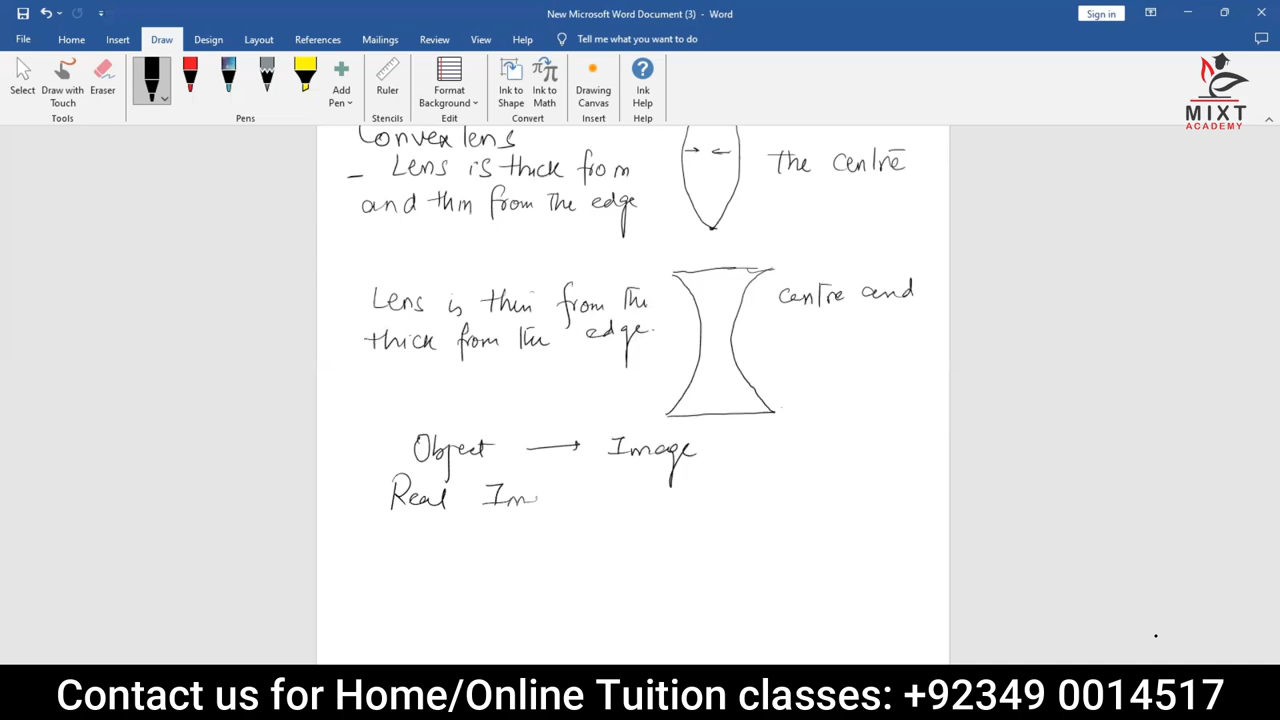 New Microsoft Word Document (3) - Word
Sign in
File Home Insert Draw Design Layout References Mailings Review View Help Tell me what you want to do
Select
Draw with Touch
Eraser
Add Pen
Ruler
Format Background
Ink to Shape
Ink to Math
Drawing Canvas
Ink Help
Tools Pens Stencils Edit Convert Insert Help
MIXT
ACADEMY
Convex lens
- Lens is thick from the centre
and thin from the edge
Lens is thin from the centre and
thick from the edge.
Object → Image
Real Im
Contact us for Home/Online Tuition classes: +92349 0014517